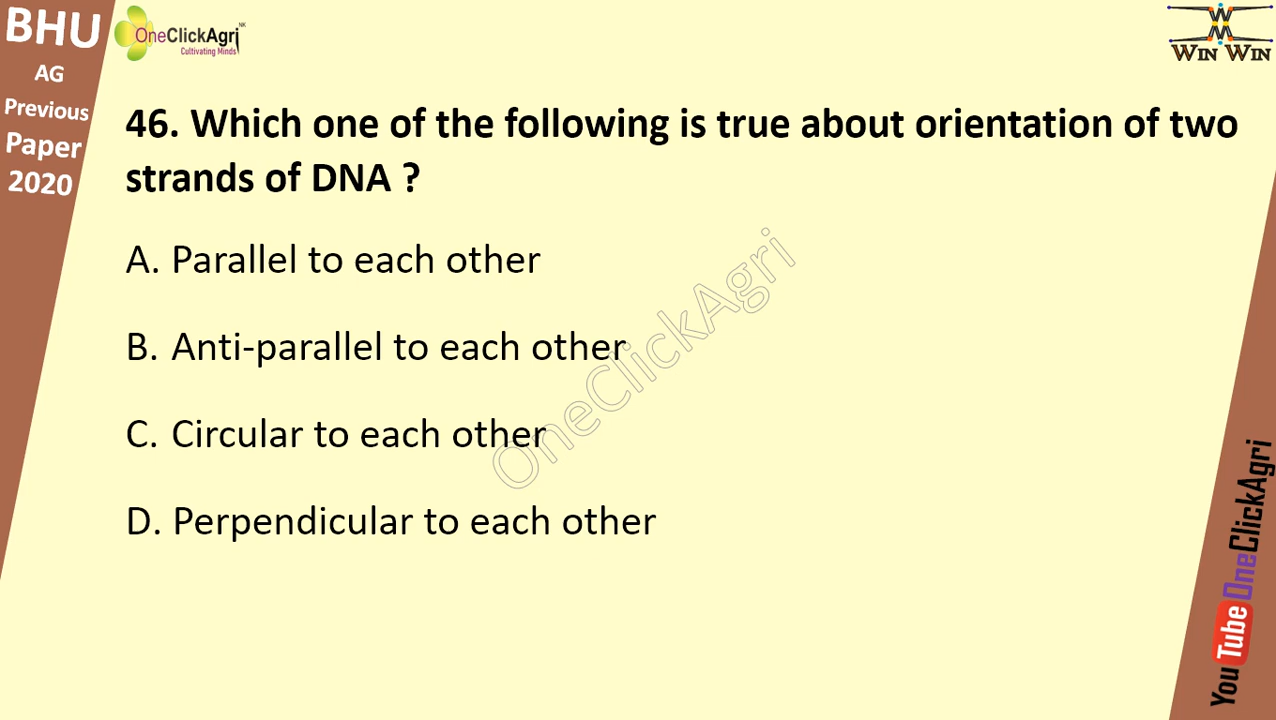 BHU
AG
Previous
Paper
2020
OneClickAgri NK
Cultivating Minds
WIN WIN
46. Which one of the following is true about orientation of two
strands of DNA ?
A. Parallel to each other
B. Anti-parallel to each other
C. Circular to each other
D. Perpendicular to each other
OneClickAgri
YouTube OneClickAgri